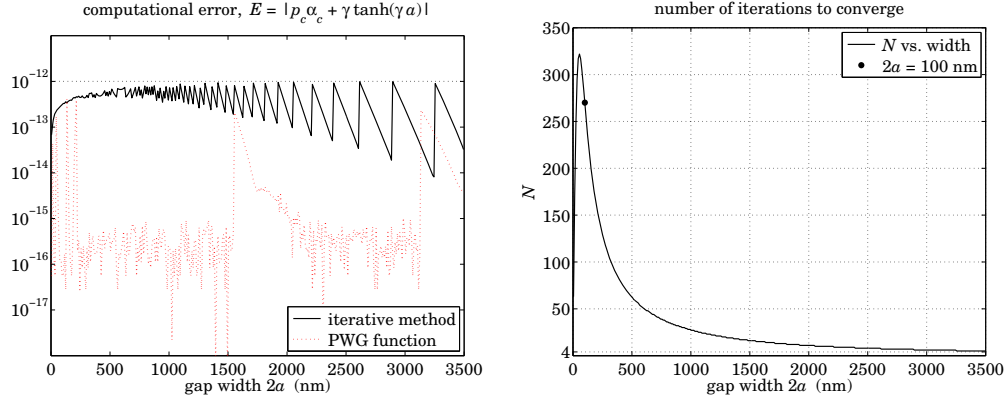 computational error, E = |p_c α_c + γ tanh(γ a)|
10^-12
10^-13
10^-14
10^-15
10^-16
10^-17
iterative method
PWG function
0 500 1000 1500 2000 2500 3000 3500
gap width 2a (nm)
number of iterations to converge
N vs. width
2a = 100 nm
350
300
250
200
150
100
50
4
N
0 500 1000 1500 2000 2500 3000 3500
gap width 2a (nm)